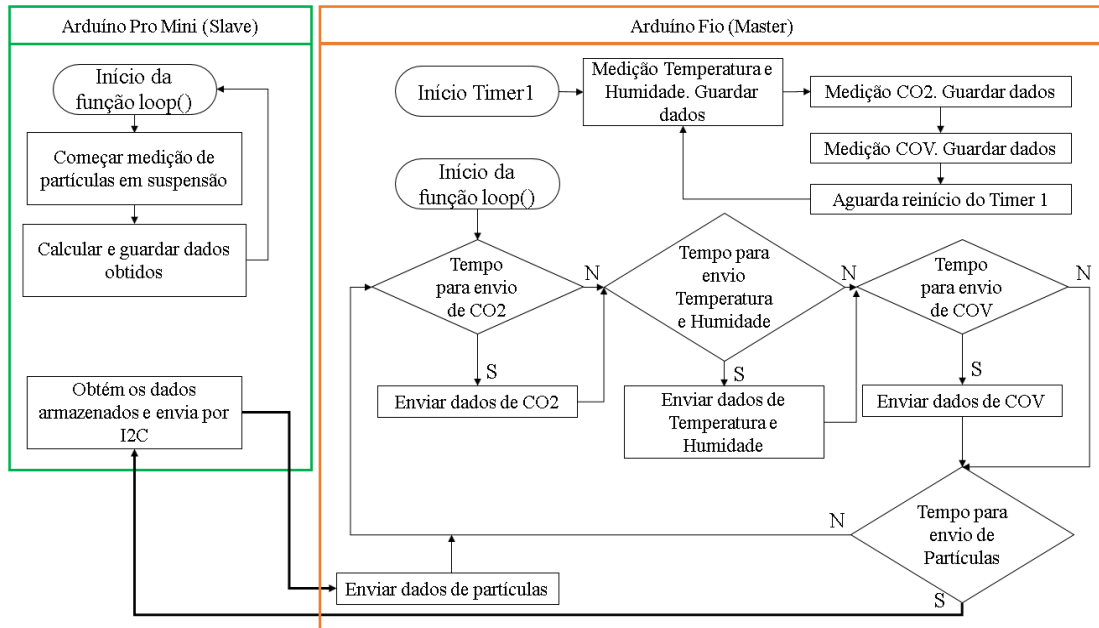 Arduíno Pro Mini (Slave)
Início da
função loop()
Começar medição de
partículas em suspensão
Calcular e guardar dados
obtidos
Obtém os dados
armazenados e envia por
I2C
Arduíno Fio (Master)
Início Timer1
Medição Temperatura e
Humidade. Guardar
dados
Medição CO2. Guardar dados
Medição COV. Guardar dados
Aguarda reinício do Timer 1
Início da
função loop()
Tempo
para envio
de CO2
N
S
Enviar dados de CO2
Tempo para
envio
Temperatura
e Humidade
N
S
Enviar dados de
Temperatura e
Humidade
Tempo
para envio
de COV
N
S
Enviar dados de COV
Tempo para
envio de
Partículas
N
S
Enviar dados de partículas